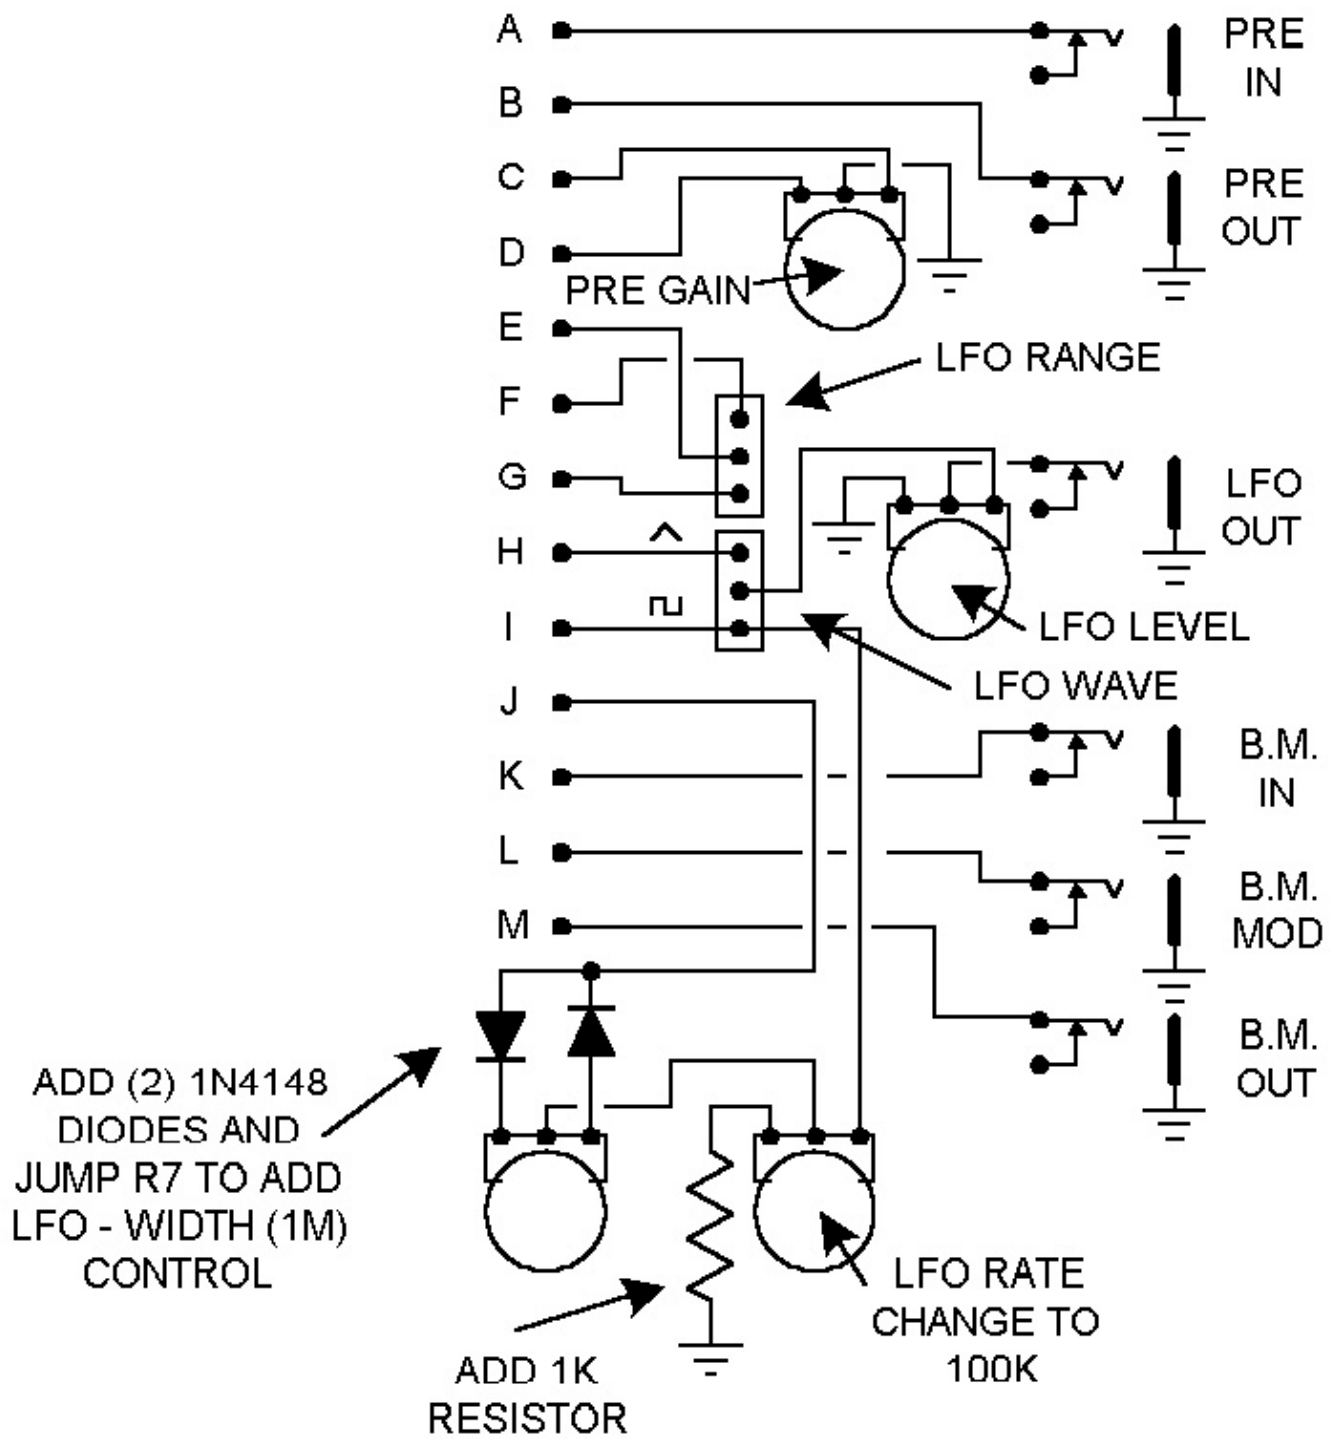 A
PRE
IN
B
C
PRE
OUT
D
PRE GAIN
E
LFO RANGE
F
G
LFO
OUT
H
I
LFO LEVEL
LFO WAVE
J
B.M.
IN
K
L
B.M.
MOD
M
B.M.
OUT
ADD (2) 1N4148
DIODES AND
JUMP R7 TO ADD
LFO - WIDTH (1M)
CONTROL
LFO RATE
CHANGE TO
100K
ADD 1K
RESISTOR